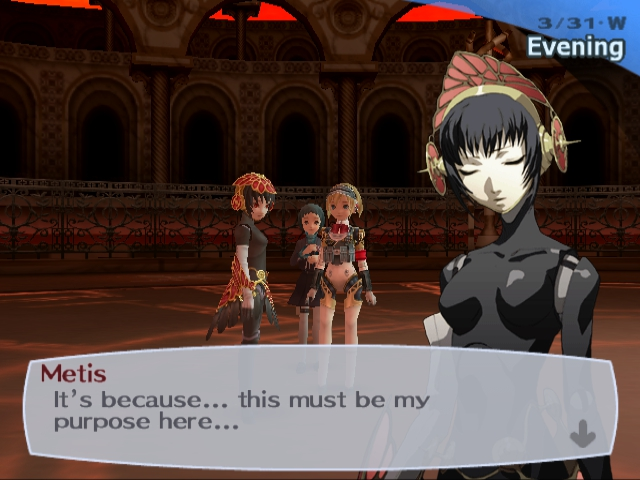 3/31·W
Evening
Metis
It's because... this must be my
purpose here...